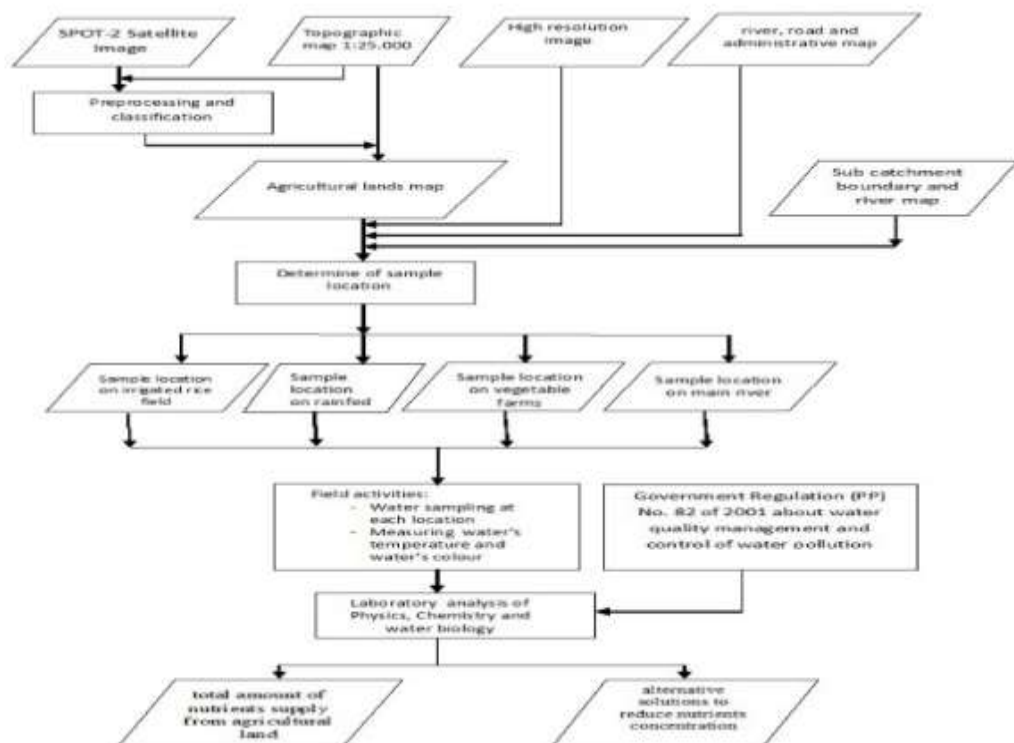 SPOT-2 Satellite
Image
Topographic
map 1:25.000
High resolution
image
river, road and
administrative map
Preprocessing and
classification
Agricultural lands map
Sub catchment
boundary and
river map
Determine of sample
location
Sample location
on irrigated rice
field
Sample
location
on rainfed
Sample location
on vegetable
farms
Sample location
on main river
Field activities:
- Water sampling at
each location
- Measuring water's
temperature and
water's colour
Government Regulation (PP)
No. 82 of 2001 about water
quality management and
control of water pollution
Laboratory analysis of
Physics, Chemistry and
water biology
total amount of
nutrients supply
from agricultural
land
alternative
solutions to
reduce nutrients
concentration